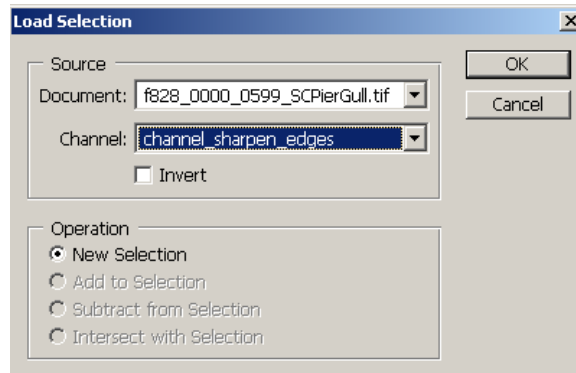 Load Selection
Source
Document: f828_0000_0599_SCPierGull.tif
Channel: channel_sharpen_edges
Invert
OK
Cancel
Operation
New Selection
Add to Selection
Subtract from Selection
Intersect with Selection